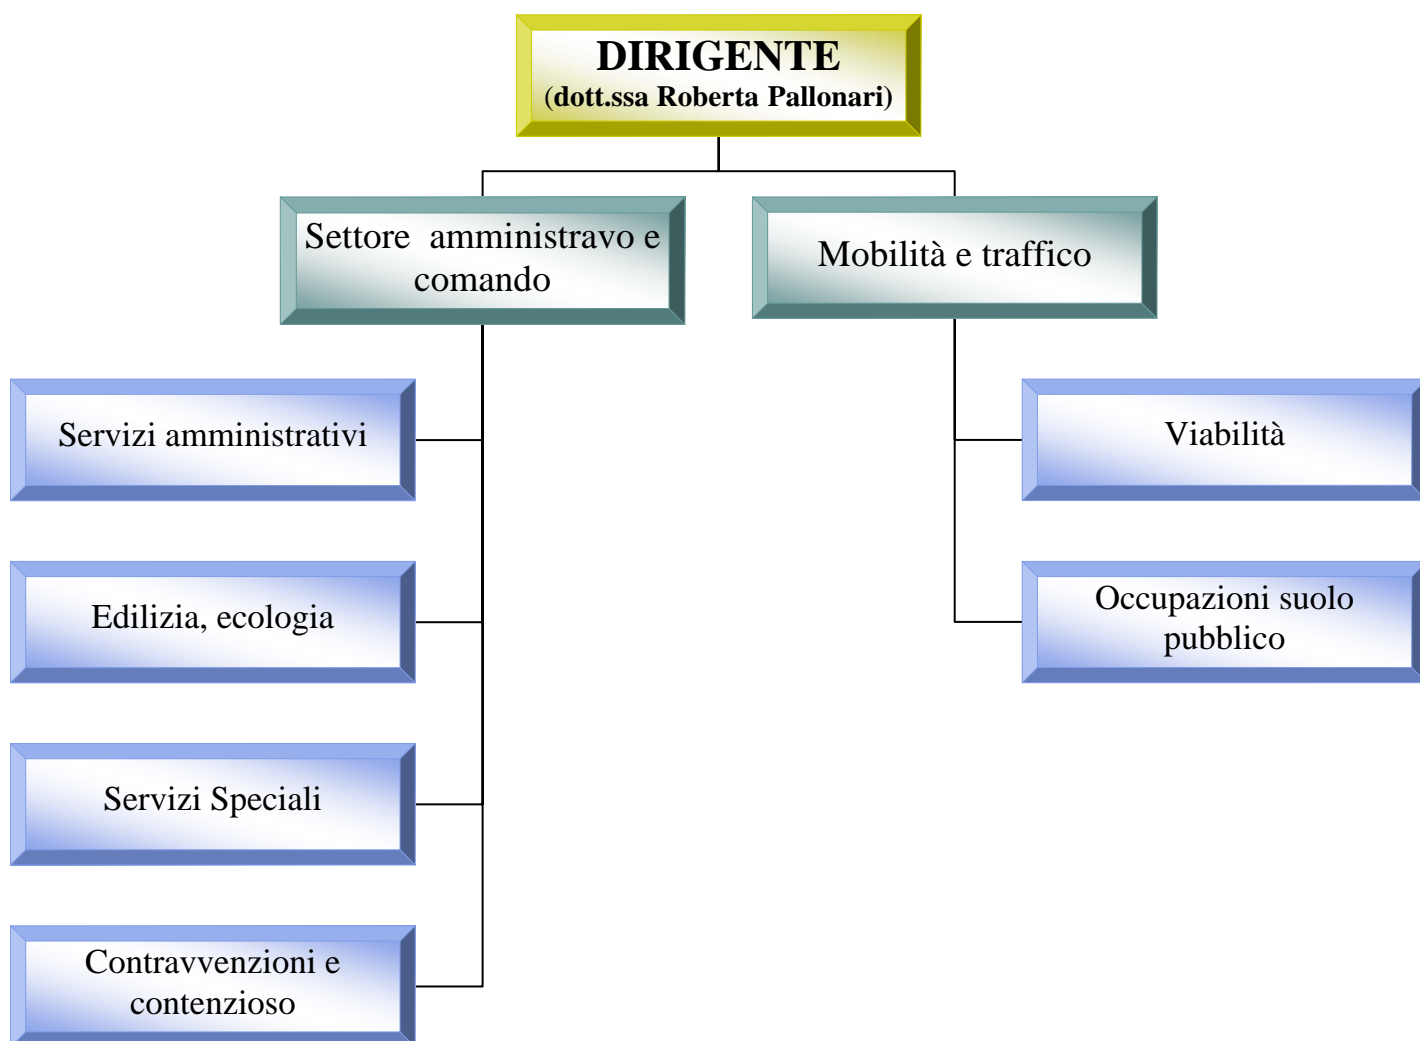 DIRIGENTE
(dott.ssa Roberta Pallonari)
Settore amministravo e
comando
Mobilità e traffico
Servizi amministrativi
Viabilità
Edilizia, ecologia
Occupazioni suolo
pubblico
Servizi Speciali
Contravvenzioni e
contenzioso